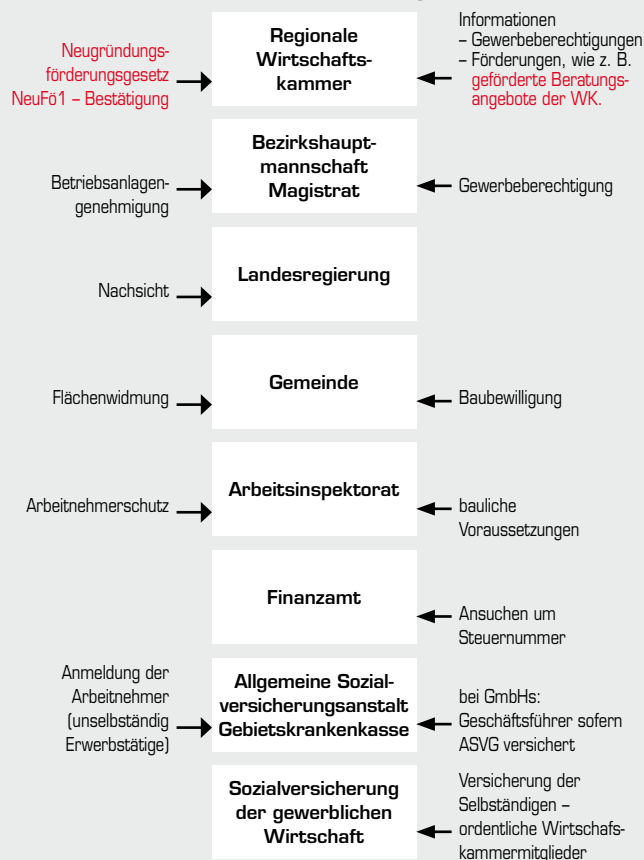 Neugründungs-
förderungsgesetz
NeuFö1 – Bestätigung
Regionale
Wirtschafts-
kammer
Informationen
– Gewerbeberechtigungen
– Förderungen, wie z. B.
geförderte Beratungs-
angebote der WK.
Betriebsanlagen-
genehmigung
Bezirkshaupt-
mannschaft
Magistrat
Gewerbeberechtigung
Nachsicht
Landesregierung
Flächenwidmung
Gemeinde
Baubewilligung
Arbeitnehmerschutz
Arbeitsinspektorat
bauliche
Voraussetzungen
Finanzamt
Ansuchen um
Steuernummer
Anmeldung der
Arbeitnehmer
(unselbständig
Erwerbstätige)
Allgemeine Sozial-
versicherungsanstalt
Gebietskrankenkasse
bei GmbHs:
Geschäftsführer sofern
ASVG versichert
Sozialversicherung
der gewerblichen
Wirtschaft
Versicherung der
Selbständigen –
ordentliche Wirtschafs-
kammermitglieder